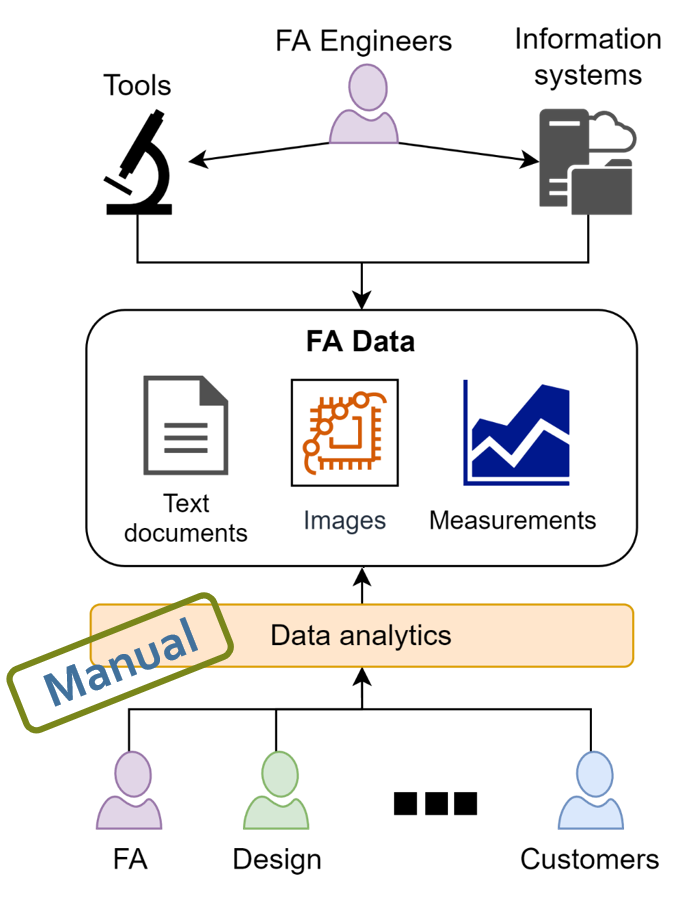 FA Engineers
Information
systems
Tools
FA Data
Text
documents
Images
Measurements
Data analytics
Manual
FA
Design
Customers